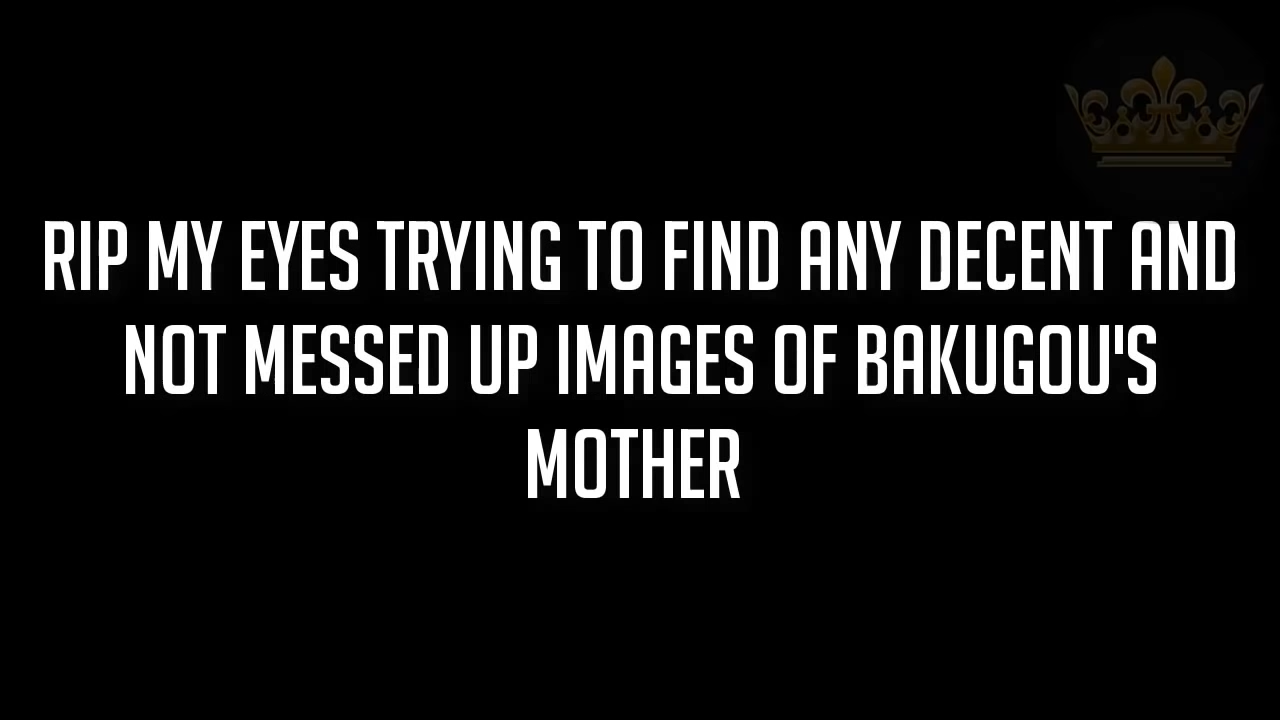 RIP MY EYES TRYING TO FIND ANY DECENT AND
NOT MESSED UP IMAGES OF BAKUGOU'S
MOTHER